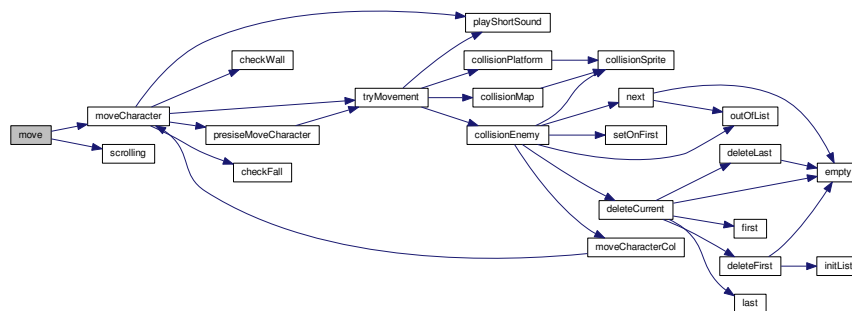 move
moveCharacter
scrolling
checkWall
presiseMoveCharacter
checkFall
tryMovement
playShortSound
collisionPlatform
collisionMap
collisionEnemy
collisionSprite
next
setOnFirst
deleteCurrent
moveCharacterCol
outOfList
deleteLast
first
deleteFirst
last
empty
initList